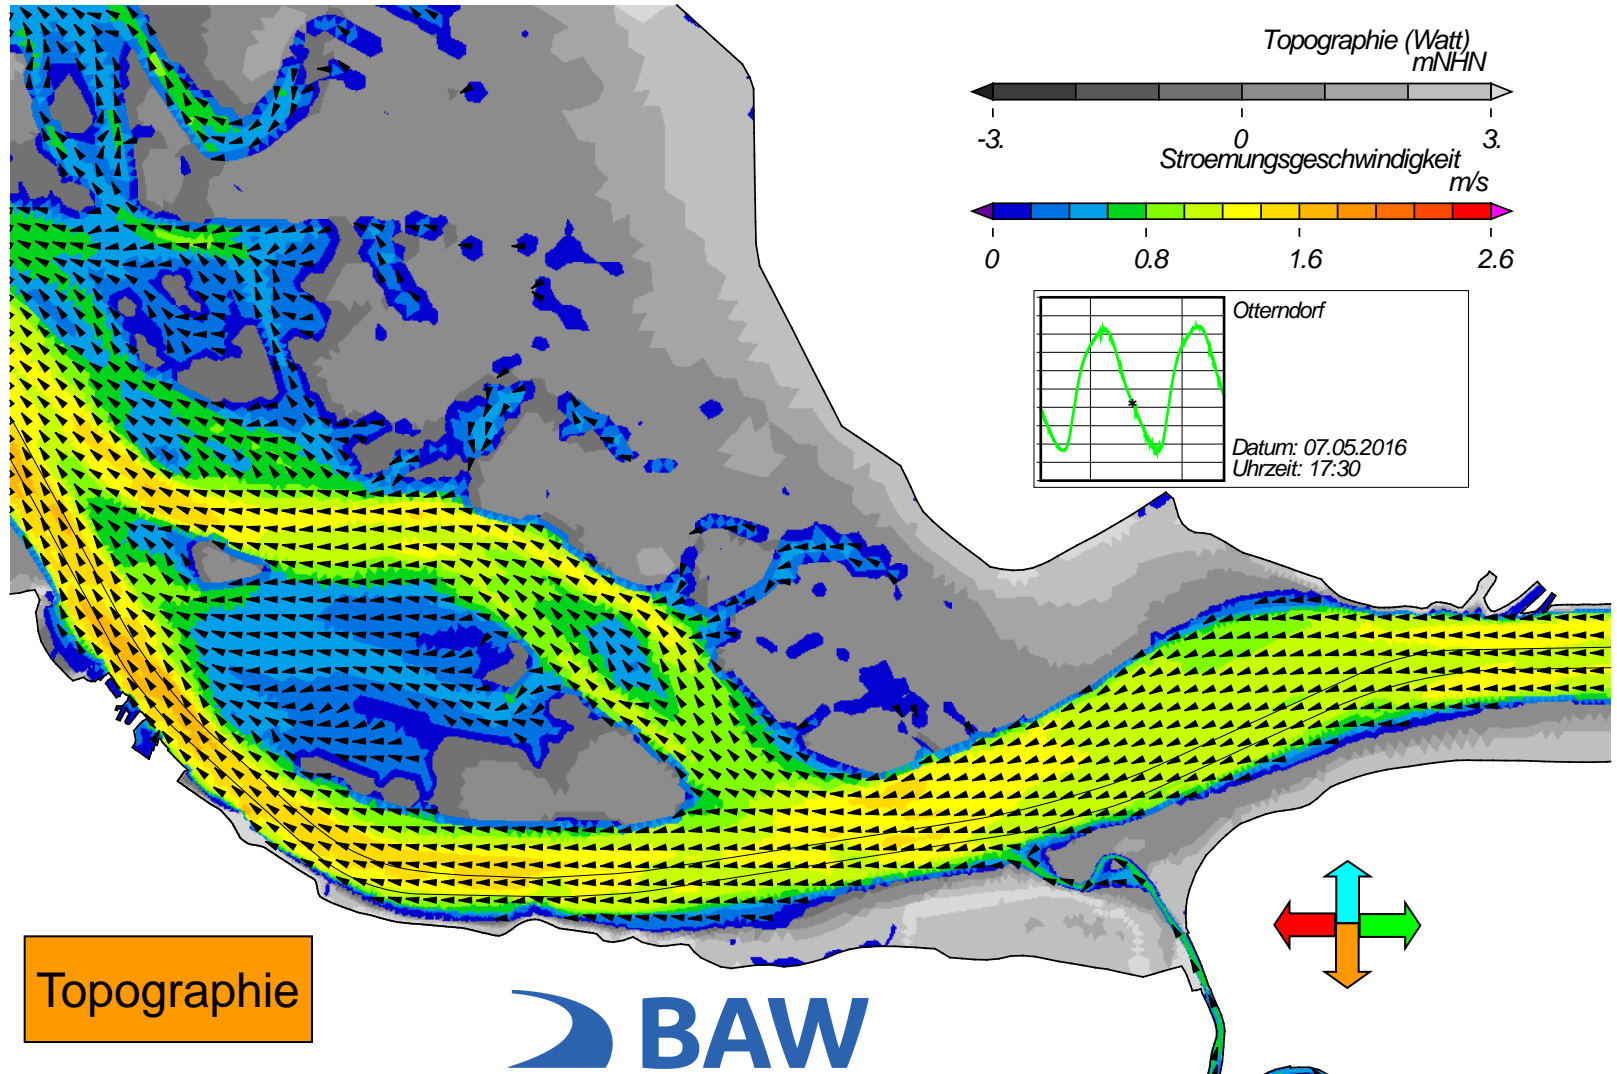 Topographie (Watt)
mNHN
-3. 0 3.
Stroemungsgeschwindigkeit
m/s
0 0.8 1.6 2.6
Otterndorf
Datum: 07.05.2016
Uhrzeit: 17:30
Topographie
BAW